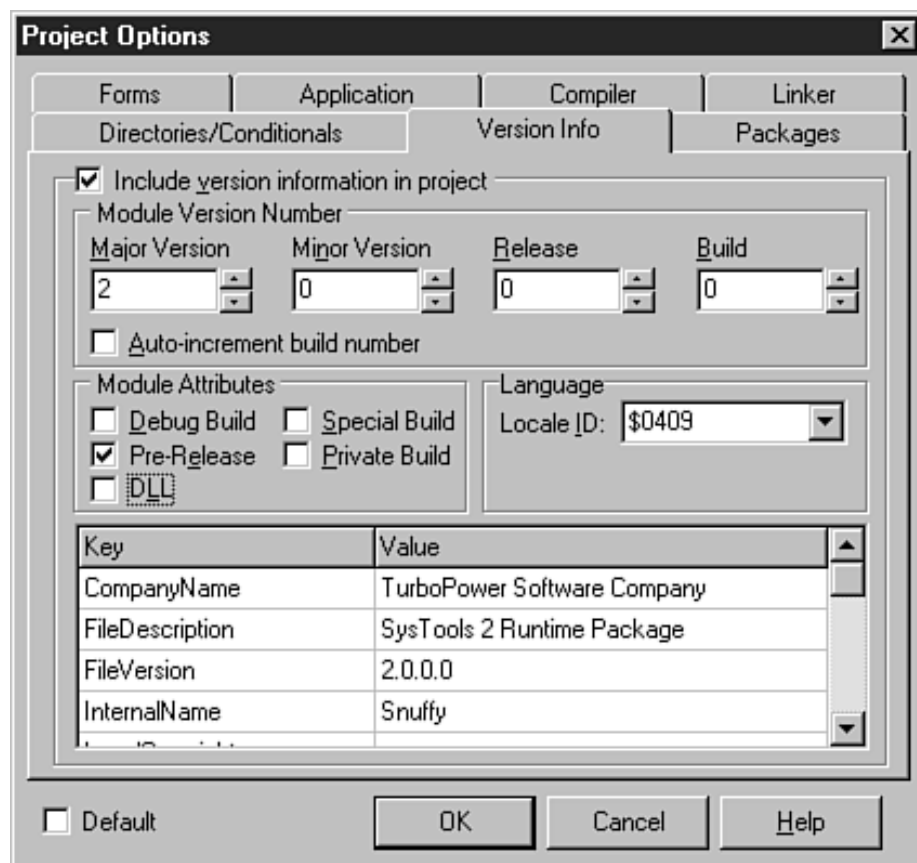 Project Options
Forms Application Compiler Linker
Directories/Conditionals Version Info Packages
Include version information in project
Module Version Number
Major Version Minor Version Release Build
2 0 0 0
Auto-increment build number
Module Attributes Language
Debug Build Special Build Locale ID: $0409
Pre-Release Private Build
DLL
Key Value
CompanyName TurboPower Software Company
FileDescription SysTools 2 Runtime Package
FileVersion 2.0.0.0
InternalName Snuffy
Default OK Cancel Help